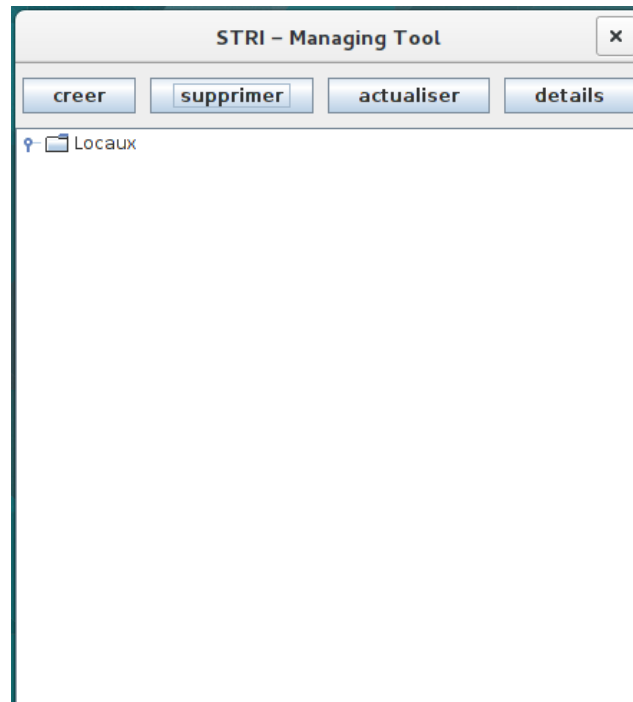 STRI – Managing Tool
creer supprimer actualiser details
Locaux